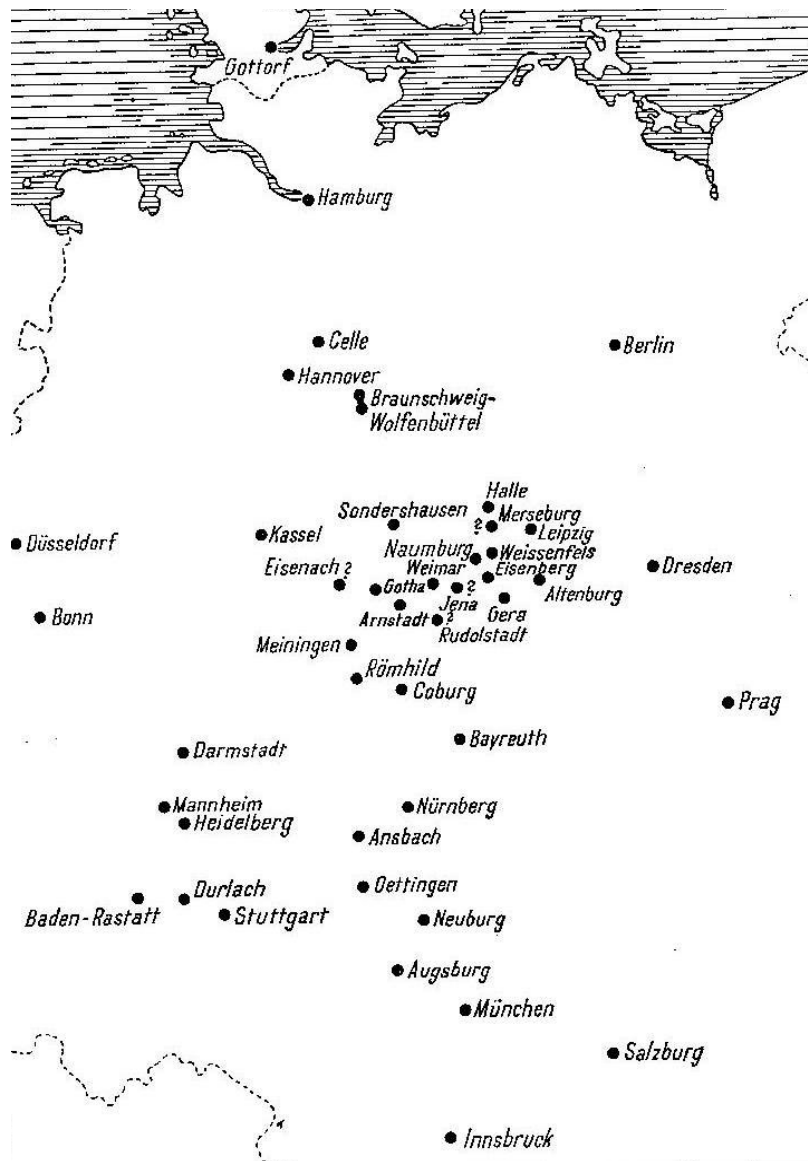 Gottorf
Hamburg
Celle
Berlin
Hannover
Braunschweig-
Wolfenbüttel
Halle
Sondershausen
? Merseburg
Leipzig
Düsseldorf
Kassel
Naumburg
Weissenfels
Eisenach ?
Weimar
Eisenberg
Dresden
Gotha
?
Jena
Altenburg
Gera
Bonn
Arnstadt
?
Rudolstadt
Meiningen
Römhild
Coburg
Prag
Bayreuth
Darmstadt
Mannheim
Nürnberg
Heidelberg
Ansbach
Oettingen
Durlach
Baden-Rastatt
Stuttgart
Neuburg
Augsburg
München
Salzburg
Innsbruck